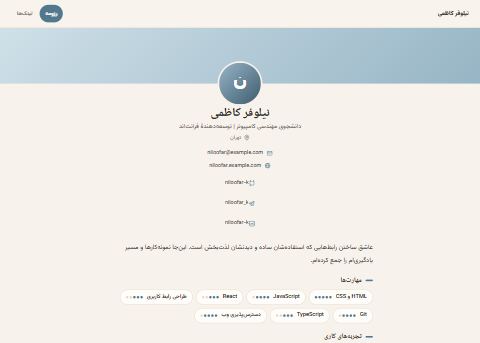 نیلوفر کاظمی
رزومه
لینک‌ها
ن
نیلوفر کاظمی
دانشجوی مهندسی کامپیوتر | توسعه‌دهندهٔ فرانت‌اند
تهران
niloofar@example.com
niloofar.example.com
niloofar-k
niloofar_k
niloofar-k
عاشق ساختن رابط‌هایی که استفاده‌شان ساده و دیدنشان لذت‌بخش است. این‌جا نمونه‌کارها و مسیر
یادگیری‌ام را جمع کرده‌ام.
مهارت‌ها
HTML و CSS
JavaScript
React
طراحی رابط کاربری
Git
TypeScript
دسترس‌پذیری وب
تجربه‌های کاری